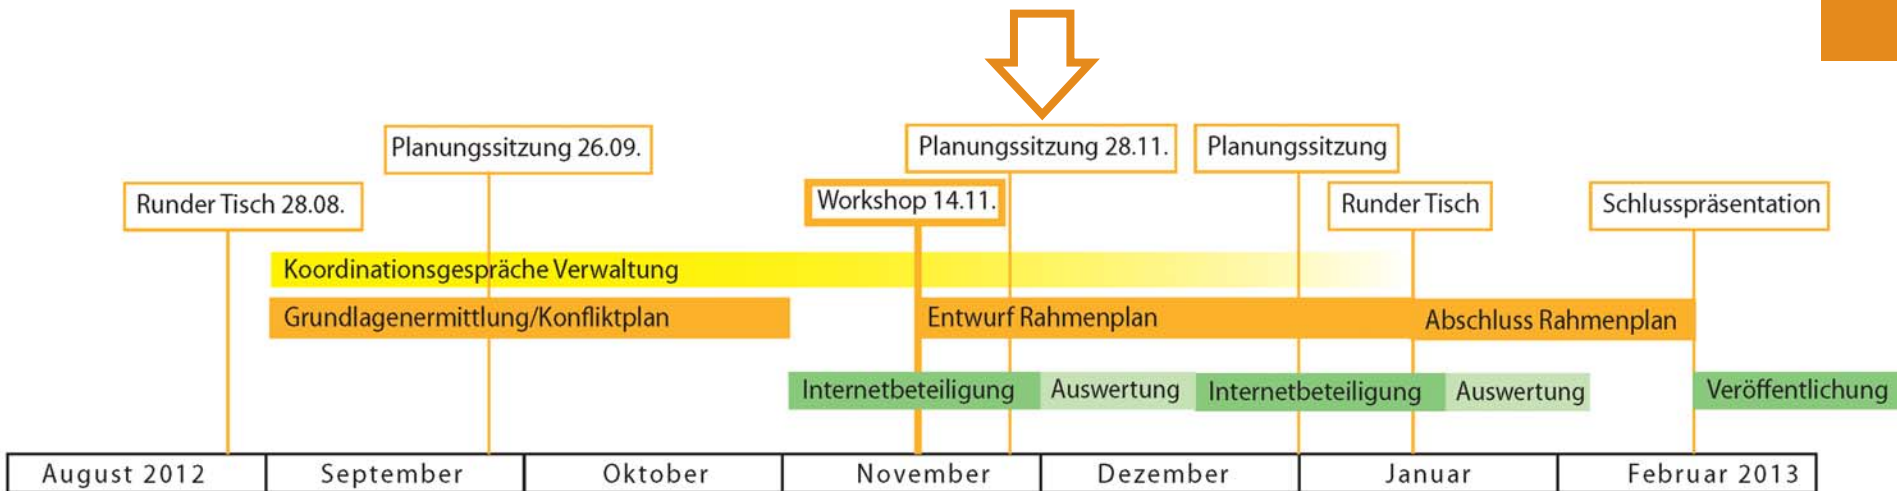 Planungssitzung 26.09.
Planungssitzung 28.11.
Planungssitzung
Runder Tisch 28.08.
Workshop 14.11.
Runder Tisch
Schlusspräsentation
Koordinationsgespräche Verwaltung
Grundlagenermittlung/Konfliktplan
Entwurf Rahmenplan
Abschluss Rahmenplan
Internetbeteiligung
Auswertung
Internetbeteiligung
Auswertung
Veröffentlichung
August 2012
September
Oktober
November
Dezember
Januar
Februar 2013